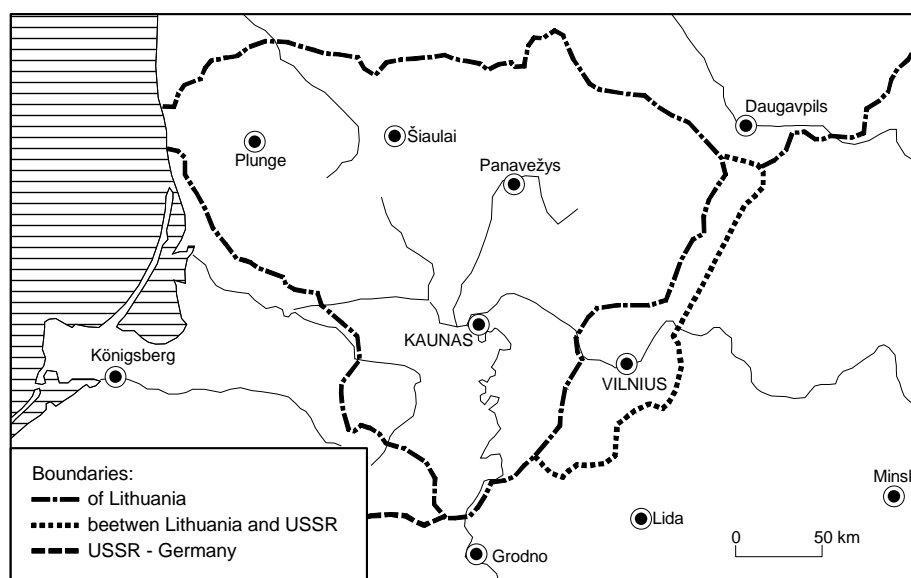 Daugavpils
Šiaulai
Plunge
Panavežys
KAUNAS
Königsberg
VILNIUS
Boundaries:
of Lithuania
beetwen Lithuania and USSR
USSR - Germany
Minsk
Lida
Grodno
0 50 km